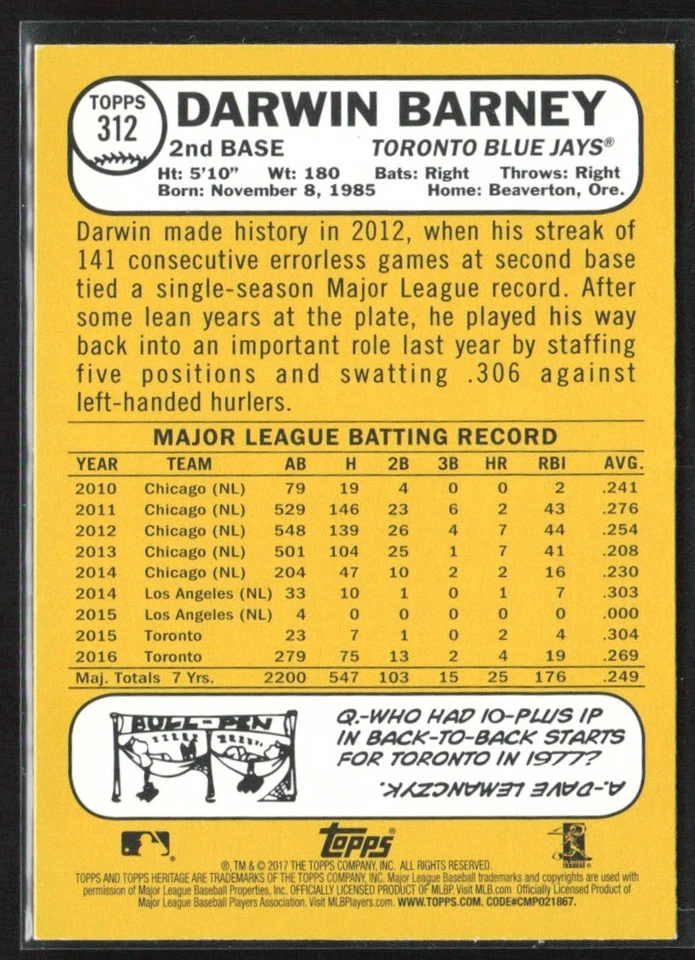 TOPPS
312
DARWIN BARNEY
2nd BASE TORONTO BLUE JAYS®
Ht: 5'10" Wt: 180 Bats: Right Throws: Right
Born: November 8, 1985 Home: Beaverton, Ore.
Darwin made history in 2012, when his streak of
141 consecutive errorless games at second base
tied a single-season Major League record. After
some lean years at the plate, he played his way
back into an important role last year by staffing
five positions and swatting .306 against
left-handed hurlers.
MAJOR LEAGUE BATTING RECORD
YEAR TEAM AB H 2B 3B HR RBI AVG.
2010 Chicago (NL) 79 19 4 0 0 2 .241
2011 Chicago (NL) 529 146 23 6 2 43 .276
2012 Chicago (NL) 548 139 26 4 7 44 .254
2013 Chicago (NL) 501 104 25 1 7 41 .208
2014 Chicago (NL) 204 47 10 2 2 16 .230
2014 Los Angeles (NL) 33 10 1 0 1 7 .303
2015 Los Angeles (NL) 4 0 0 0 0 0 .000
2015 Toronto 23 7 1 0 2 4 .304
2016 Toronto 279 75 13 2 4 19 .269
Maj. Totals 7 Yrs. 2200 547 103 15 25 176 .249
BULL-PEN
Q.-WHO HAD 10-PLUS IP
IN BACK-TO-BACK STARTS
FOR TORONTO IN 1977?
A.-DAVE LEMANCZYK.
Topps®
®, TM & © 2017 THE TOPPS COMPANY, INC. ALL RIGHTS RESERVED.
TOPPS AND TOPPS HERITAGE ARE TRADEMARKS OF THE TOPPS COMPANY, INC. Major League Baseball trademarks and copyrights are used with
permission of Major League Baseball Properties, Inc. OFFICIALLY LICENSED PRODUCT OF MLBP. Visit MLB.com Officially Licensed Product of
Major League Baseball Players Association. Visit MLBPlayers.com. WWW.TOPPS.COM. CODE#CMP021867.